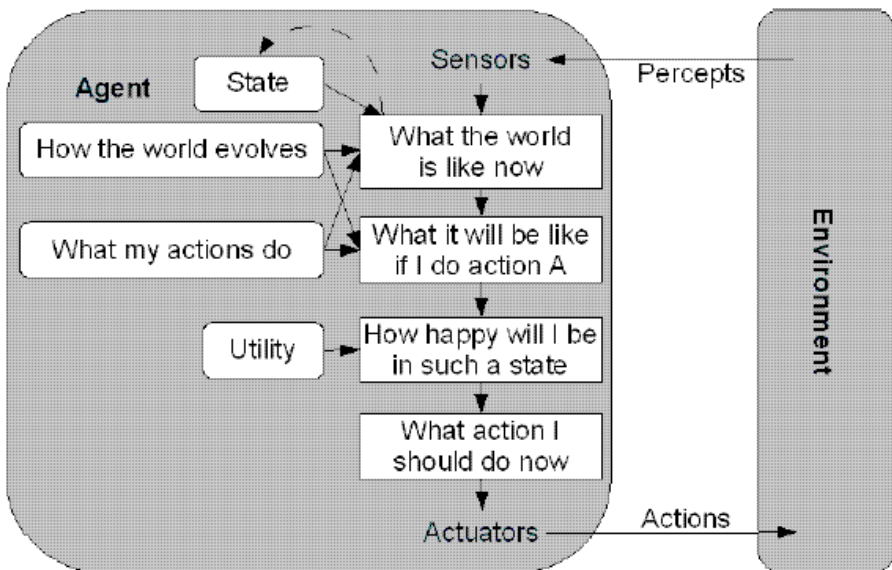 Sensors
Percepts
Agent
State
How the world evolves
What the world
is like now
What my actions do
What it will be like
if I do action A
Environment
Utility
How happy will I be
in such a state
What action I
should do now
Actuators
Actions